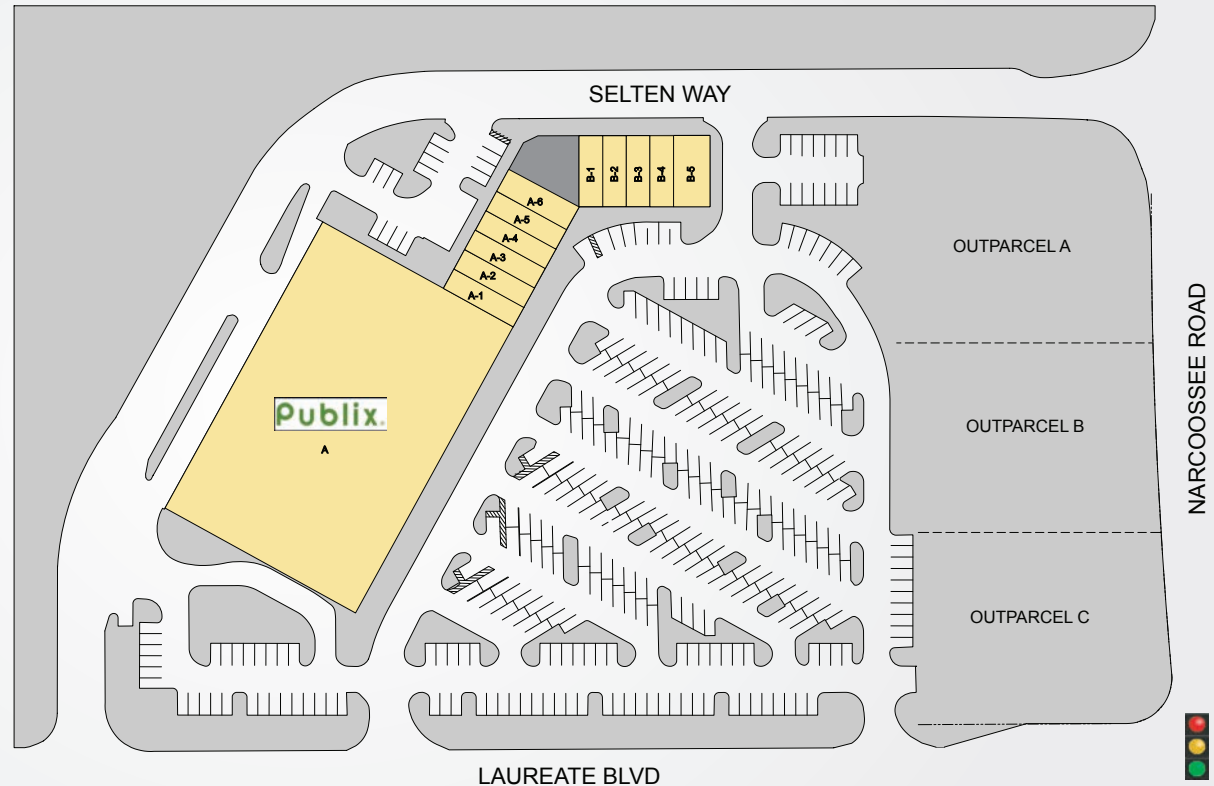 SELTEN WAY
B-1
B-2
B-3
B-4
B-5
A-6
A-5
A-4
A-3
A-2
A-1
OUTPARCEL A
NARCOOSSEE ROAD
Publix.
A
OUTPARCEL B
OUTPARCEL C
LAUREATE BLVD